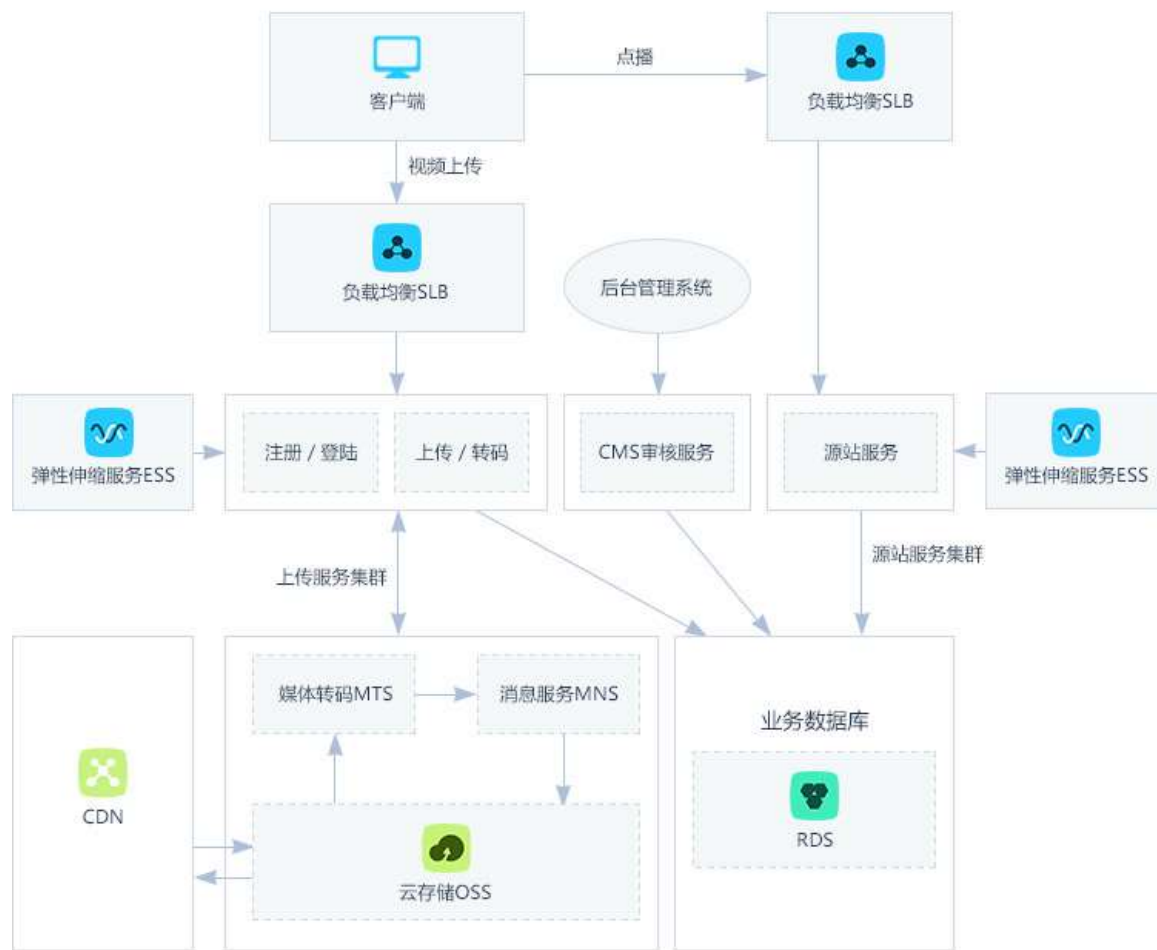 客户端
点播
负载均衡SLB
视频上传
负载均衡SLB
后台管理系统
弹性伸缩服务ESS
注册 / 登陆
上传 / 转码
CMS审核服务
源站服务
弹性伸缩服务ESS
上传服务集群
源站服务集群
媒体转码MTS
消息服务MNS
业务数据库
CDN
RDS
云存储OSS